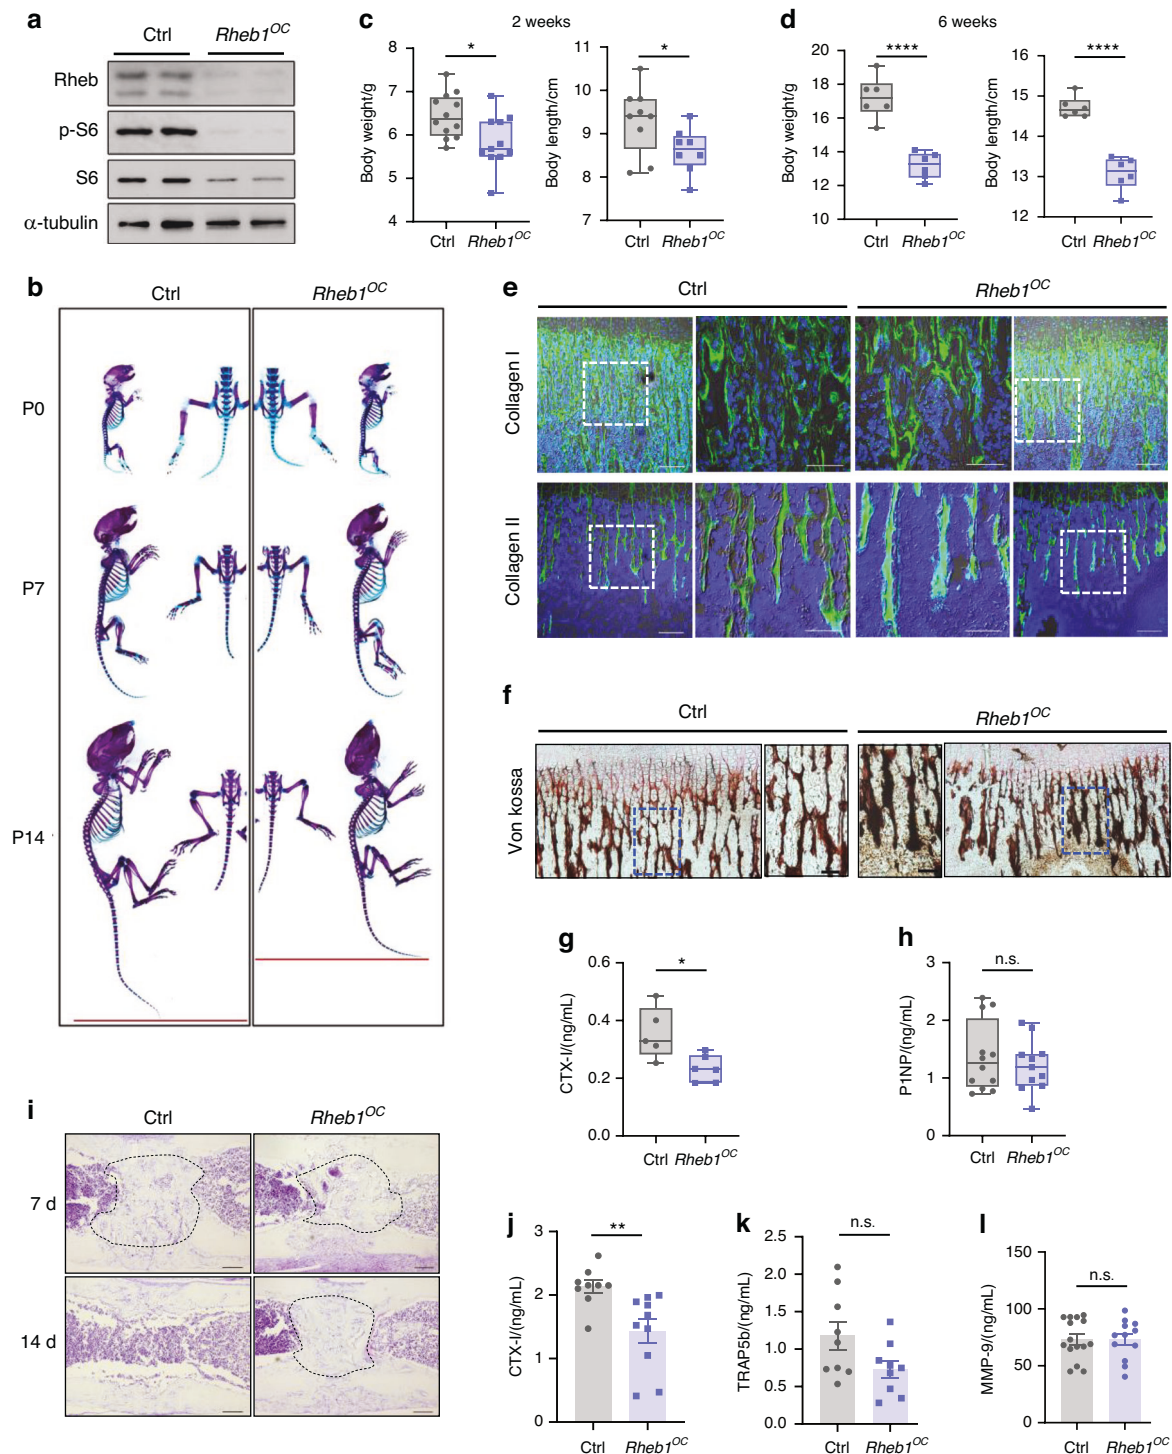 a
Ctrl Rheb1OC
Rheb
p-S6
S6
α-tubulin
c
2 weeks
*
Body weight/g
8
7
6
5
4
Ctrl Rheb1OC
*
Body length/cm
11
10
9
8
7
Ctrl Rheb1OC
d
6 weeks
****
Body weight/g
20
18
16
14
12
10
Ctrl Rheb1OC
****
Body length/cm
16
15
14
13
12
Ctrl Rheb1OC
b
Ctrl Rheb1OC
P0
P7
P14
e
Ctrl Rheb1OC
Collagen I
Collagen II
f
Ctrl Rheb1OC
Von kossa
g
*
CTX-I/(ng/mL)
0.6
0.4
0.2
0.0
Ctrl Rheb1OC
h
n.s.
P1NP/(ng/mL)
3
2
1
0
Ctrl Rheb1OC
i
Ctrl Rheb1OC
7 d
14 d
j
**
CTX-I/(ng/mL)
3
2
1
0
Ctrl Rheb1OC
k
n.s.
TRAP5b/(ng/mL)
2.5
2.0
1.5
1.0
0.5
0.0
Ctrl Rheb1OC
l
n.s.
MMP-9/(ng/mL)
150
100
50
0
Ctrl Rheb1OC